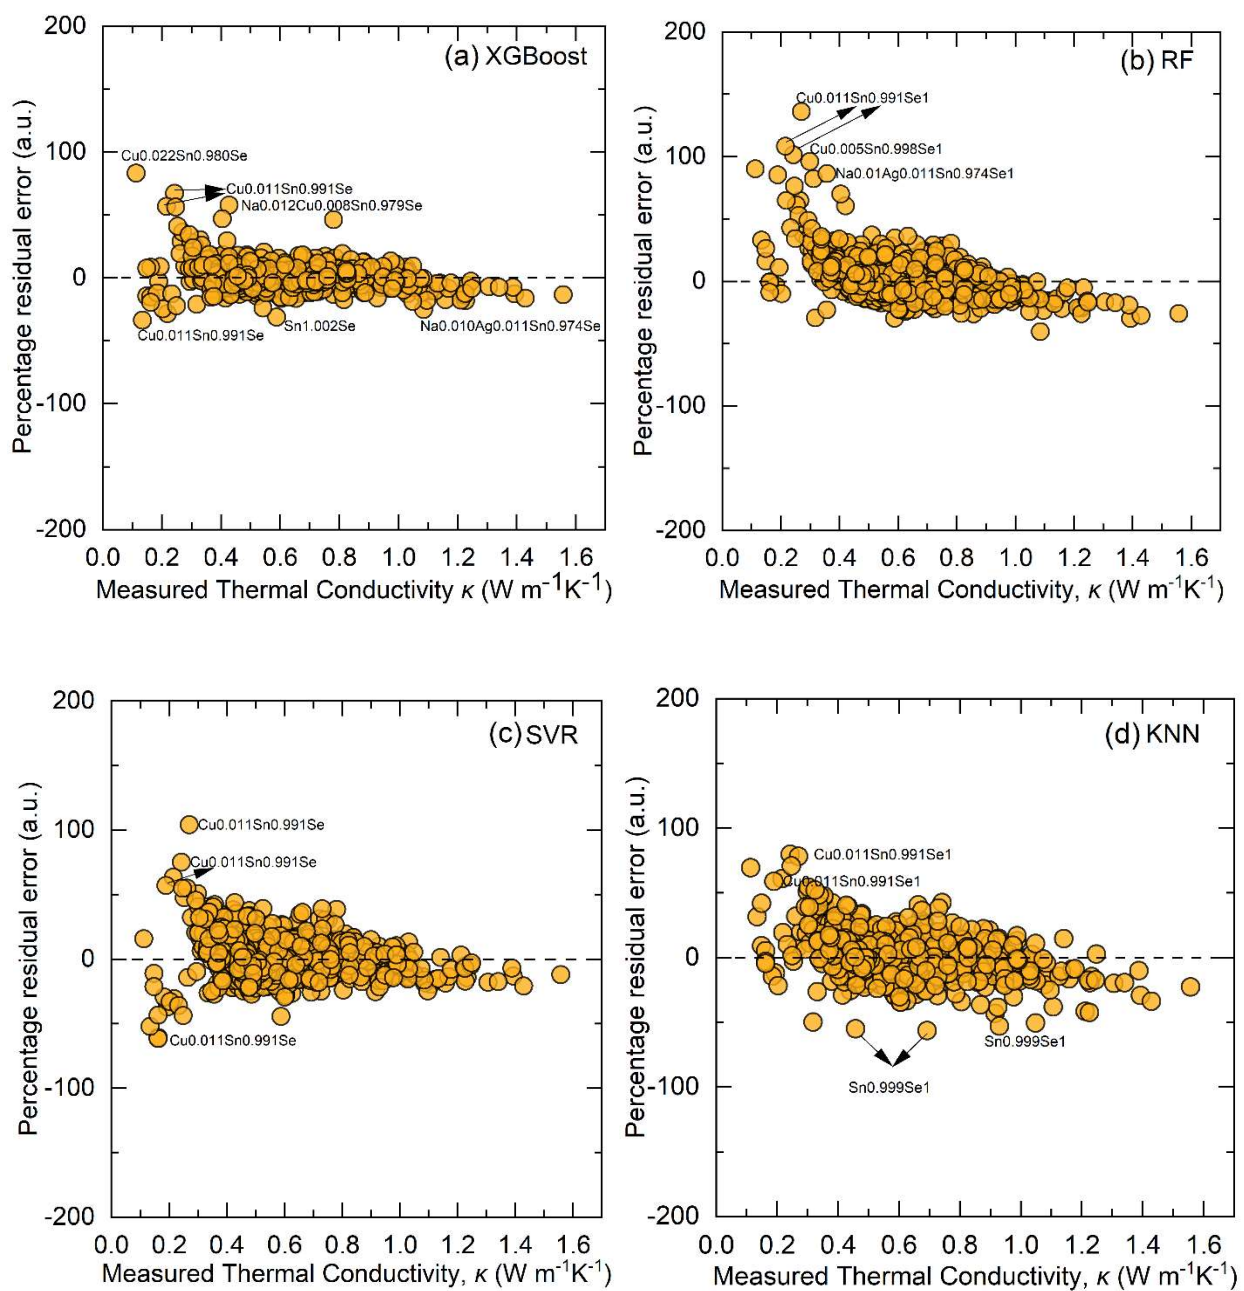 200
(a) XGBoost
100
0
-100
-200
Percentage residual error (a.u.)
Cu0.022Sn0.980Se
Cu0.011Sn0.991Se
Na0.012Cu0.008Sn0.979Se
Cu0.011Sn0.991Se
Sn1.002Se
Na0.010Ag0.011Sn0.974Se
0.0 0.2 0.4 0.6 0.8 1.0 1.2 1.4 1.6
Measured Thermal Conductivity κ (W m⁻¹K⁻¹)
200
(b) RF
100
0
-100
-200
Percentage residual error (a.u.)
Cu0.011Sn0.991Se1
Cu0.005Sn0.998Se1
Na0.01Ag0.011Sn0.974Se1
0.0 0.2 0.4 0.6 0.8 1.0 1.2 1.4 1.6
Measured Thermal Conductivity, κ (W m⁻¹K⁻¹)
200
(c) SVR
100
0
-100
-200
Percentage residual error (a.u.)
Cu0.011Sn0.991Se
Cu0.011Sn0.991Se
Cu0.011Sn0.991Se
0.0 0.2 0.4 0.6 0.8 1.0 1.2 1.4 1.6
Measured Thermal Conductivity, κ (W m⁻¹K⁻¹)
200
(d) KNN
100
0
-100
-200
Percentage residual error (a.u.)
Cu0.011Sn0.991Se1
Cu0.011Sn0.991Se1
Sn0.999Se1
Sn0.999Se1
0.0 0.2 0.4 0.6 0.8 1.0 1.2 1.4 1.6
Measured Thermal Conductivity, κ (W m⁻¹K⁻¹)